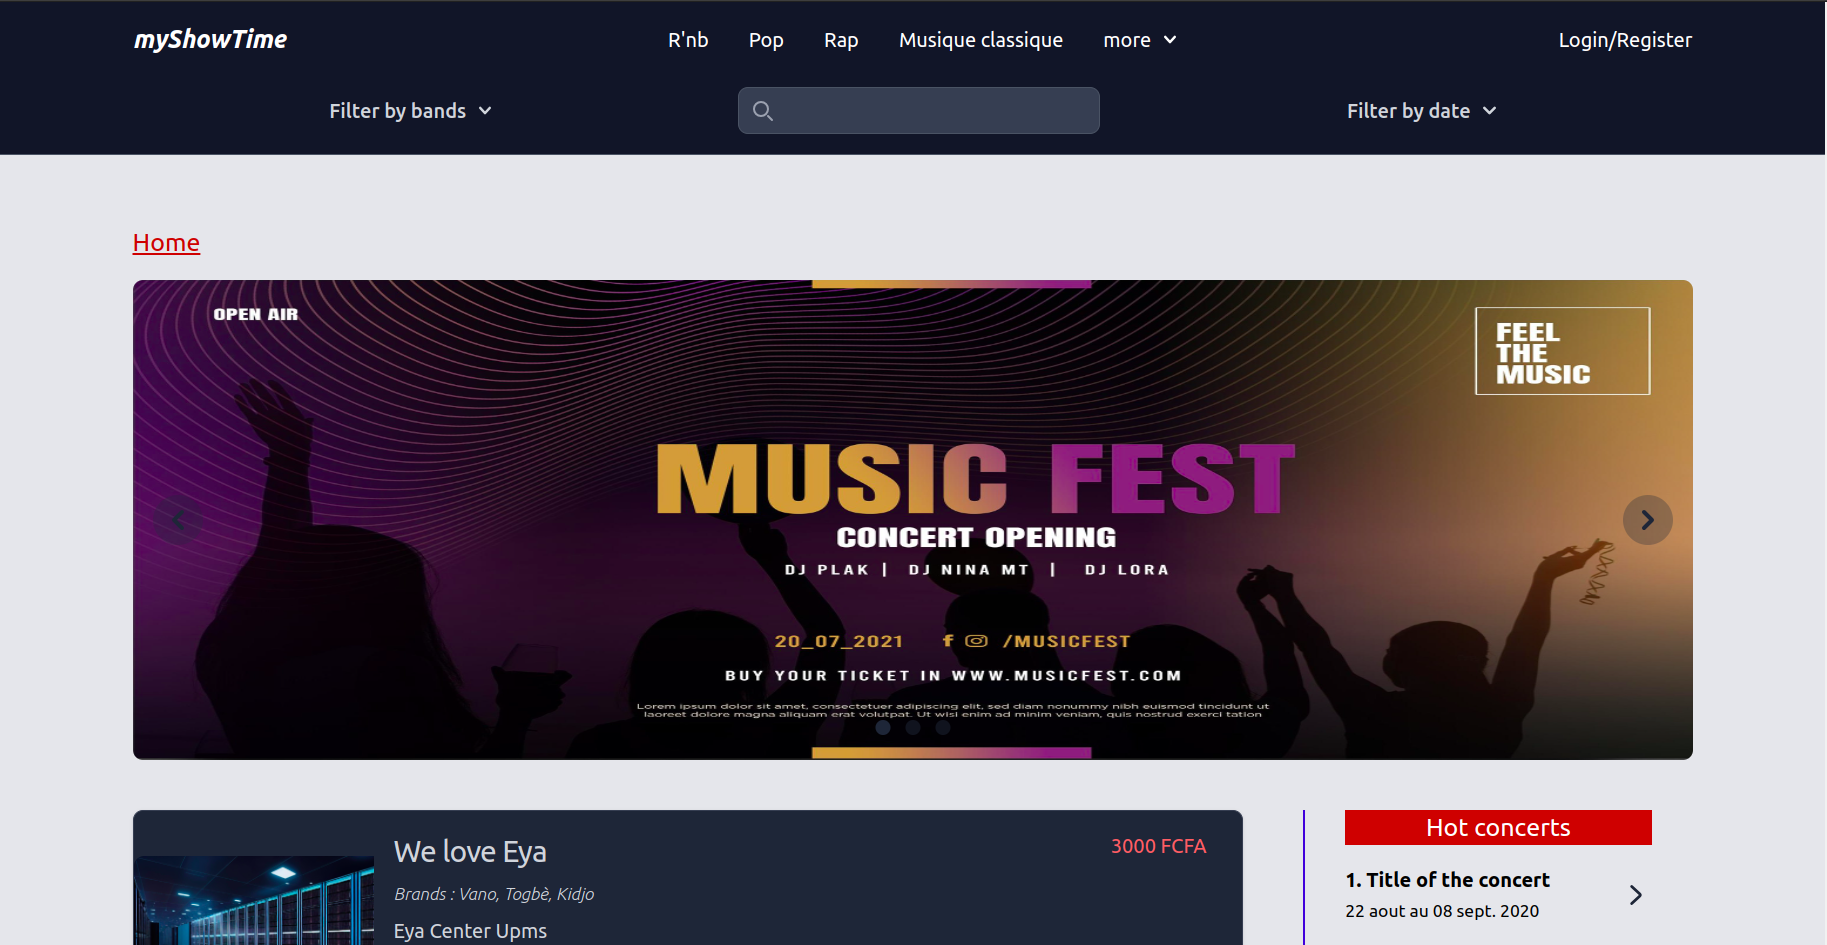 myShowTime
R'nb Pop Rap Musique classique more
Login/Register
Filter by bands
Filter by date
Home
OPEN AIR
FEEL
THE
MUSIC
MUSIC FEST
CONCERT OPENING
DJ PLAK | DJ NINA MT | DJ LORA
20_07_2021 /MUSICFEST
BUY YOUR TICKET IN WWW.MUSICFEST.COM
Lorem ipsum dolor sit amet, consectetuer adipiscing elit, sed diam nonummy nibh euismod tincidunt ut
laoreet dolore magna aliquam erat volutpat. Ut wisi enim ad minim veniam, quis nostrud exerci tation
We love Eya
3000 FCFA
Brands : Vano, Togbè, Kidjo
Eya Center Upms
Hot concerts
1. Title of the concert
22 aout au 08 sept. 2020